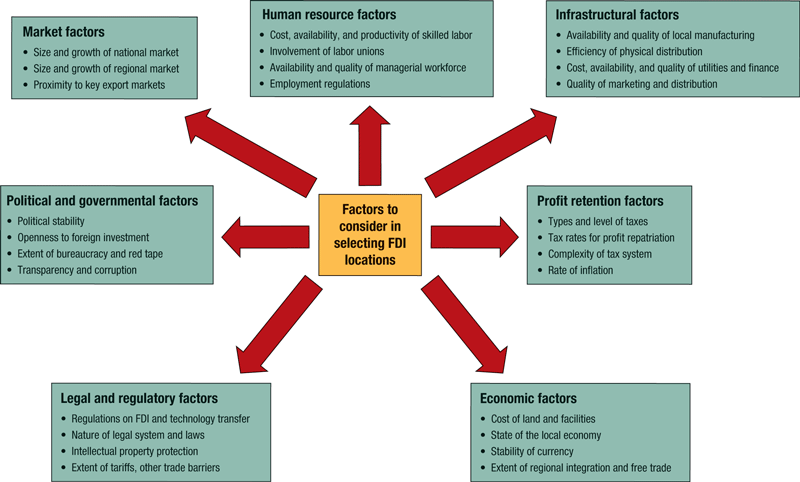 Market factors
• Size and growth of national market
• Size and growth of regional market
• Proximity to key export markets
Human resource factors
• Cost, availability, and productivity of skilled labor
• Involvement of labor unions
• Availability and quality of managerial workforce
• Employment regulations
Infrastructural factors
• Availability and quality of local manufacturing
• Efficiency of physical distribution
• Cost, availability, and quality of utilities and finance
• Quality of marketing and distribution
Political and governmental factors
• Political stability
• Openness to foreign investment
• Extent of bureaucracy and red tape
• Transparency and corruption
Factors to
consider in
selecting FDI
locations
Profit retention factors
• Types and level of taxes
• Tax rates for profit repatriation
• Complexity of tax system
• Rate of inflation
Legal and regulatory factors
• Regulations on FDI and technology transfer
• Nature of legal system and laws
• Intellectual property protection
• Extent of tariffs, other trade barriers
Economic factors
• Cost of land and facilities
• State of the local economy
• Stability of currency
• Extent of regional integration and free trade